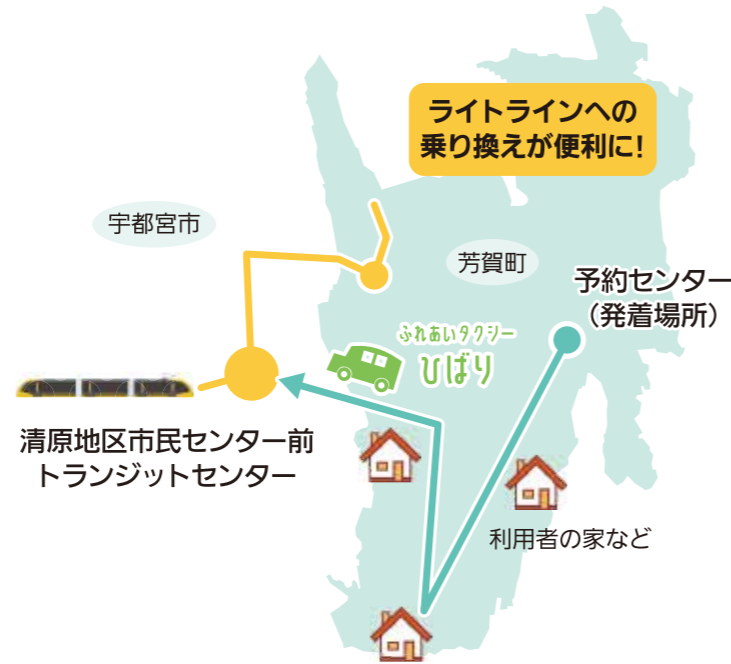 ライトラインへの
乗り換えが便利に!
宇都宮市
芳賀町
予約センター
（発着場所）
ふれあいタクシー
ひばり
清原地区市民センター前
トランジットセンター
利用者の家など